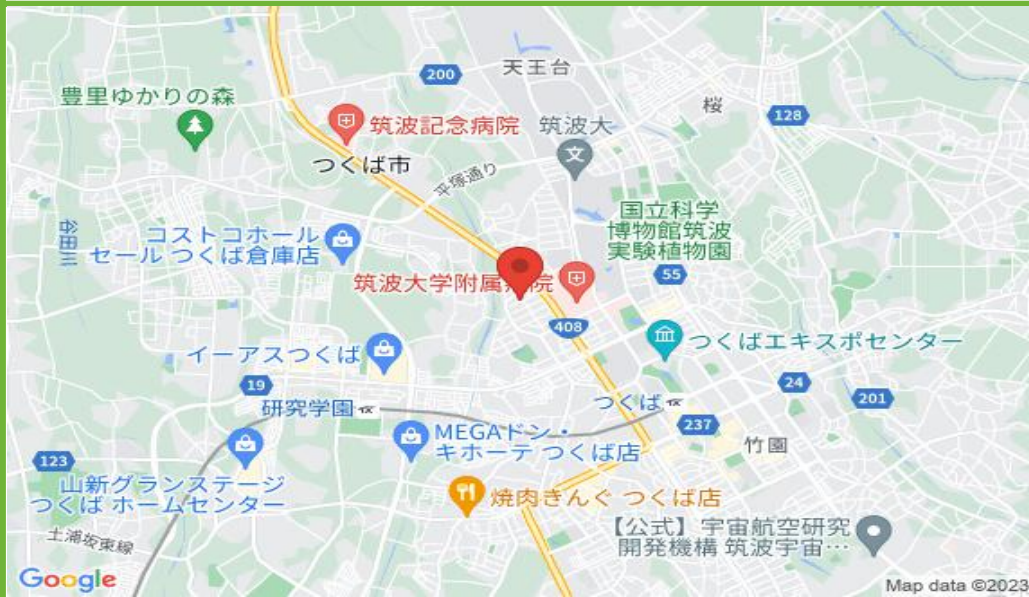 天王台
200
豊里ゆかりの森
桜
128
筑波記念病院
筑波大
つくば市
平塚通り
国立科学
博物館筑波
実験植物園
谷田川
コストコホール
セール つくば倉庫店
55
筑波大学附属
院
408
つくばエキスポセンター
イーアスつくば
19
24
研究学園
つくば
201
237
MEGAドン・
キホーテ つくば店
竹園
123
山新グランステージ
つくば ホームセンター
焼肉きんぐ つくば店
【公式】宇宙航空研究
開発機構 筑波宇宙…
土浦坂東線
Google
Map data ©2023